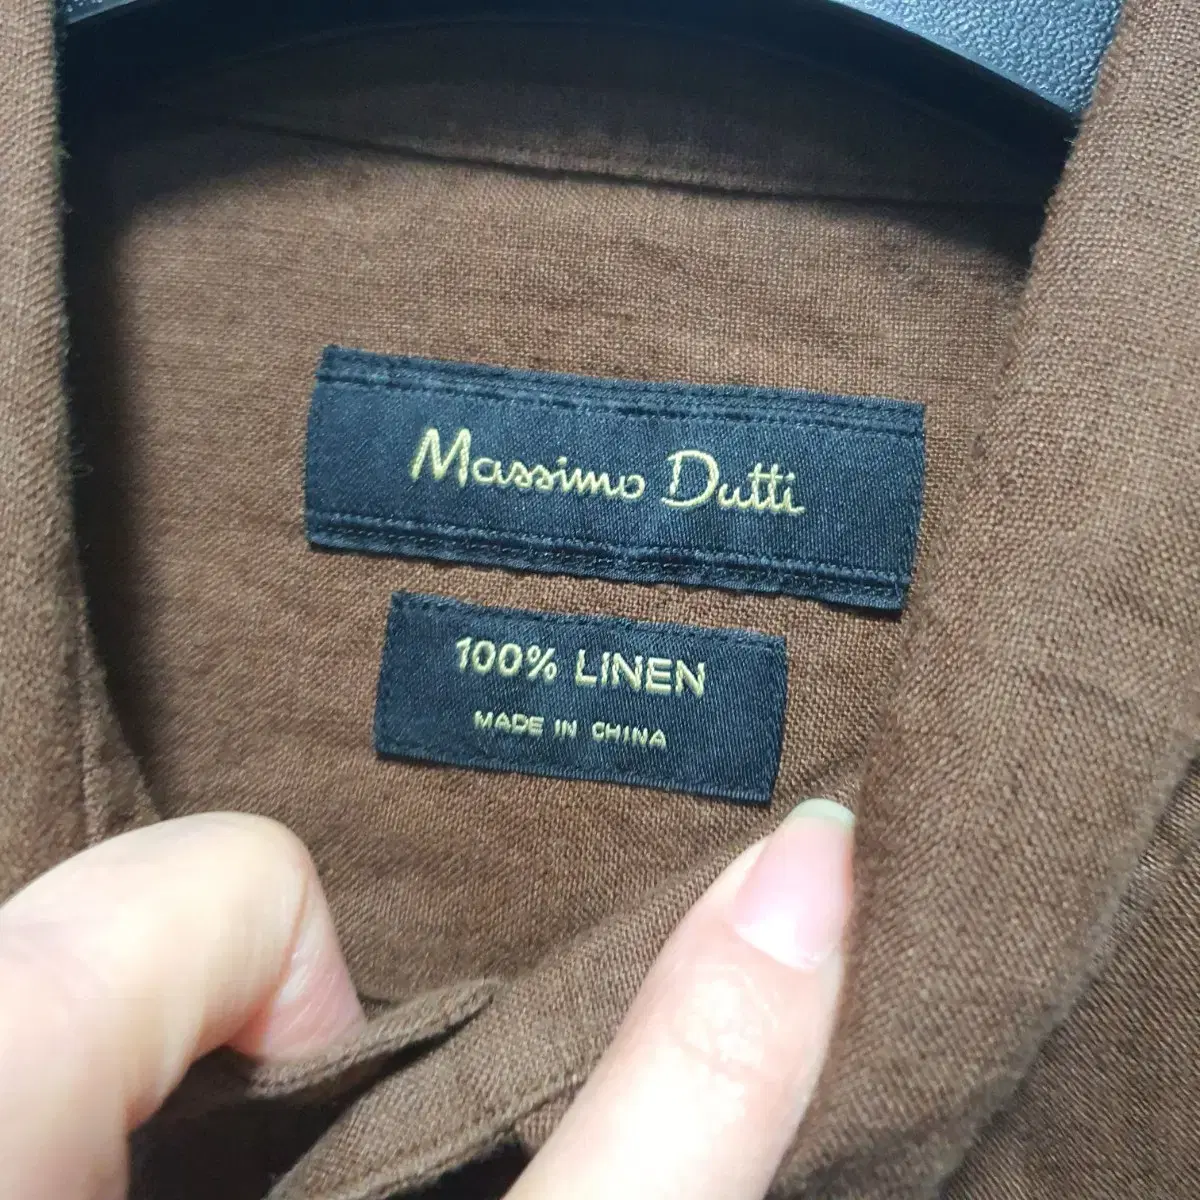 Massimo Dutti
100% LINEN
MADE IN CHINA